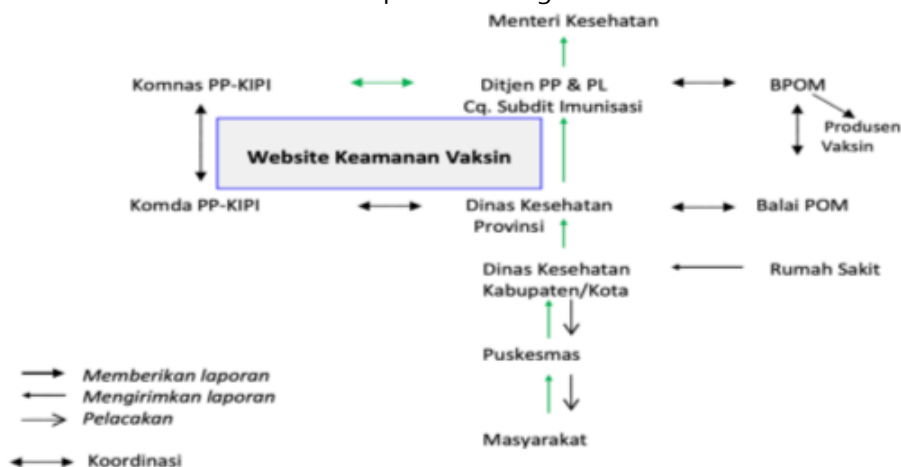 Menteri Kesehatan
Komnas PP-KIPI
Ditjen PP & PL
Cq. Subdit Imunisasi
BPOM
Produsen
Vaksin
Website Keamanan Vaksin
Komda PP-KIPI
Dinas Kesehatan
Provinsi
Balai POM
Dinas Kesehatan
Kabupaten/Kota
Rumah Sakit
Puskesmas
Masyarakat
Memberikan laporan
Mengirimkan laporan
Pelacakan
Koordinasi